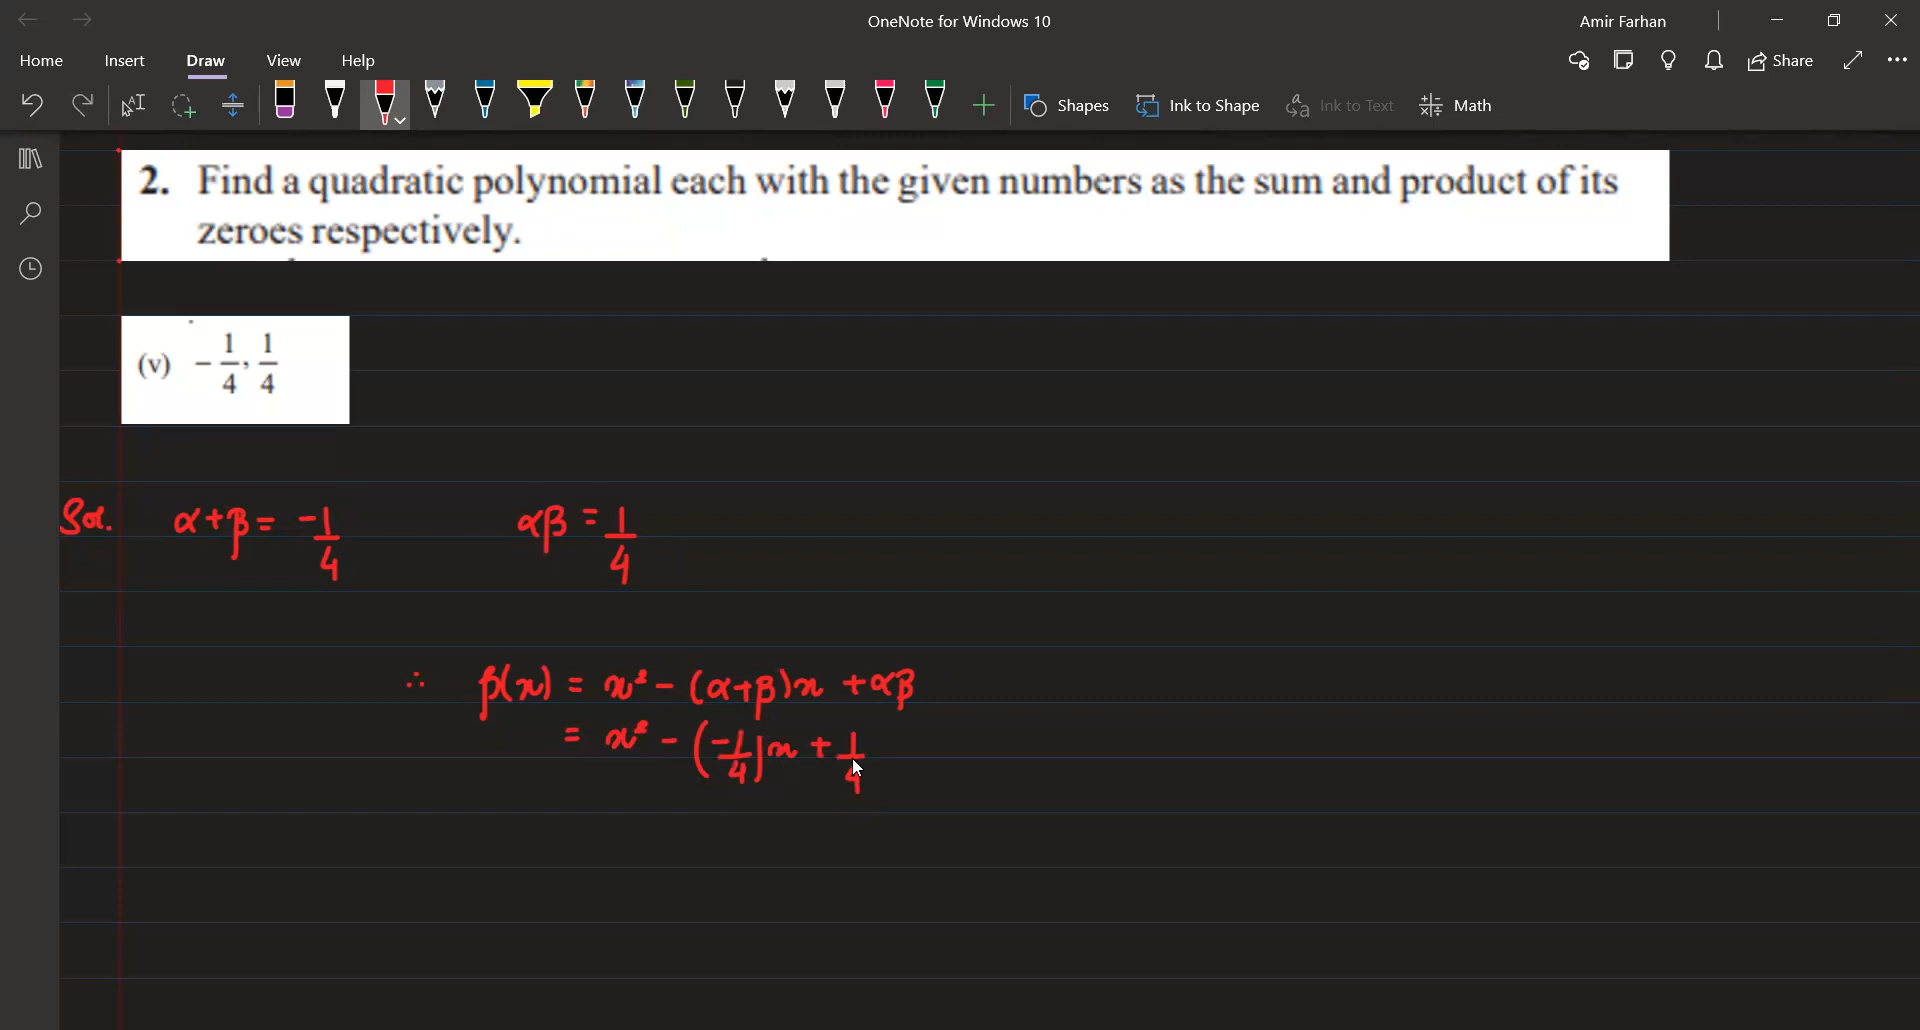 OneNote for Windows 10
Amir Farhan
Home Insert Draw View Help
Share
Shapes Ink to Shape Ink to Text Math
2. Find a quadratic polynomial each with the given numbers as the sum and product of its
zeroes respectively.
(v) -1/4, 1/4
Sol. α+β = -1/4 αβ = 1/4
∴ p(x) = x² - (α+β)x + αβ
= x² - (-1/4)x + 1/4